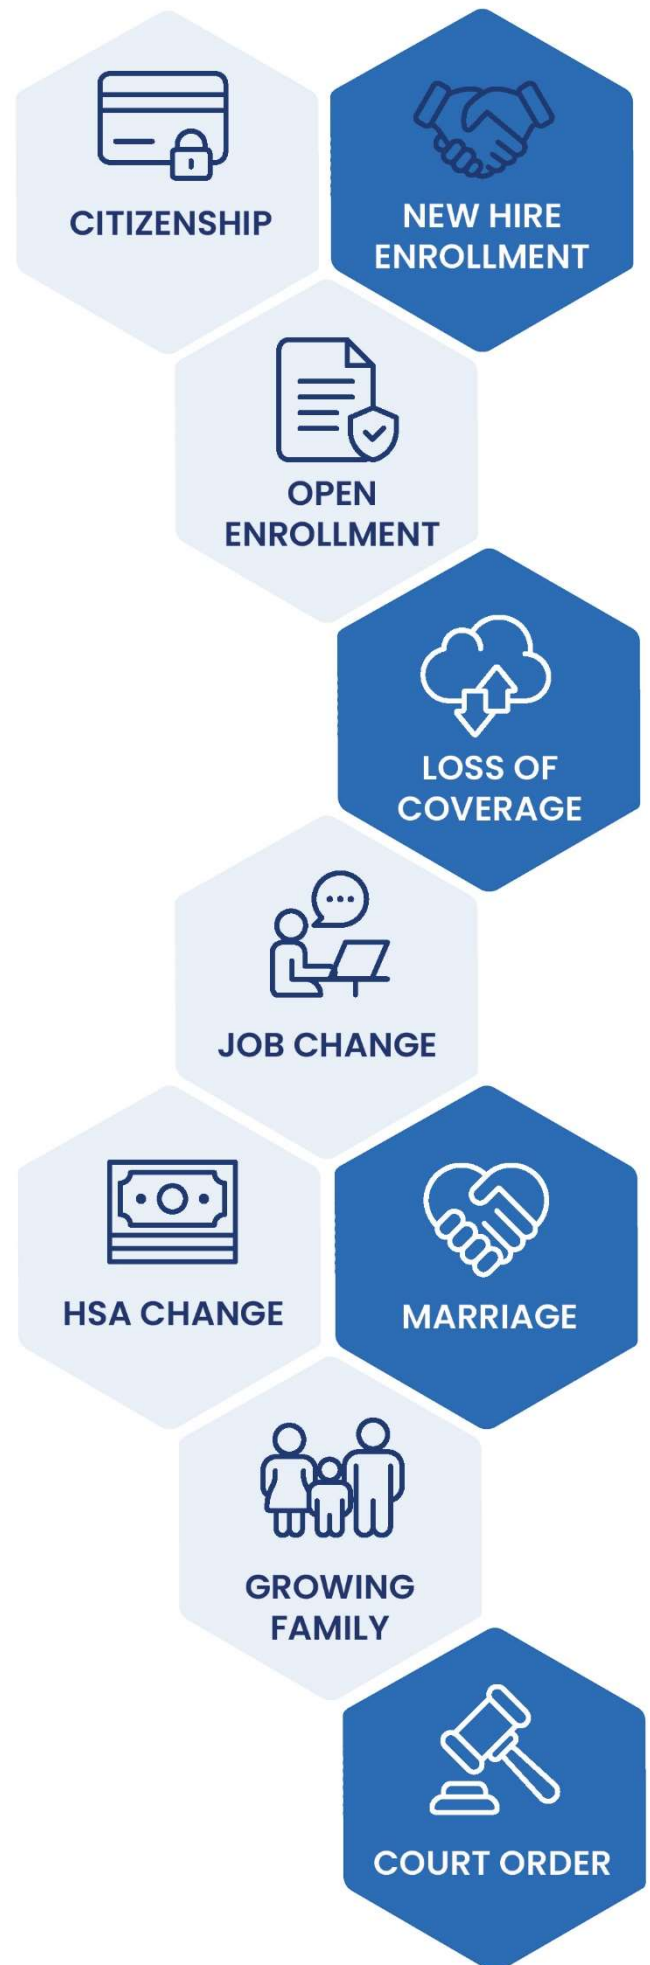 CITIZENSHIP
NEW HIRE
ENROLLMENT
OPEN
ENROLLMENT
LOSS OF
COVERAGE
JOB CHANGE
HSA CHANGE
MARRIAGE
GROWING
FAMILY
COURT ORDER